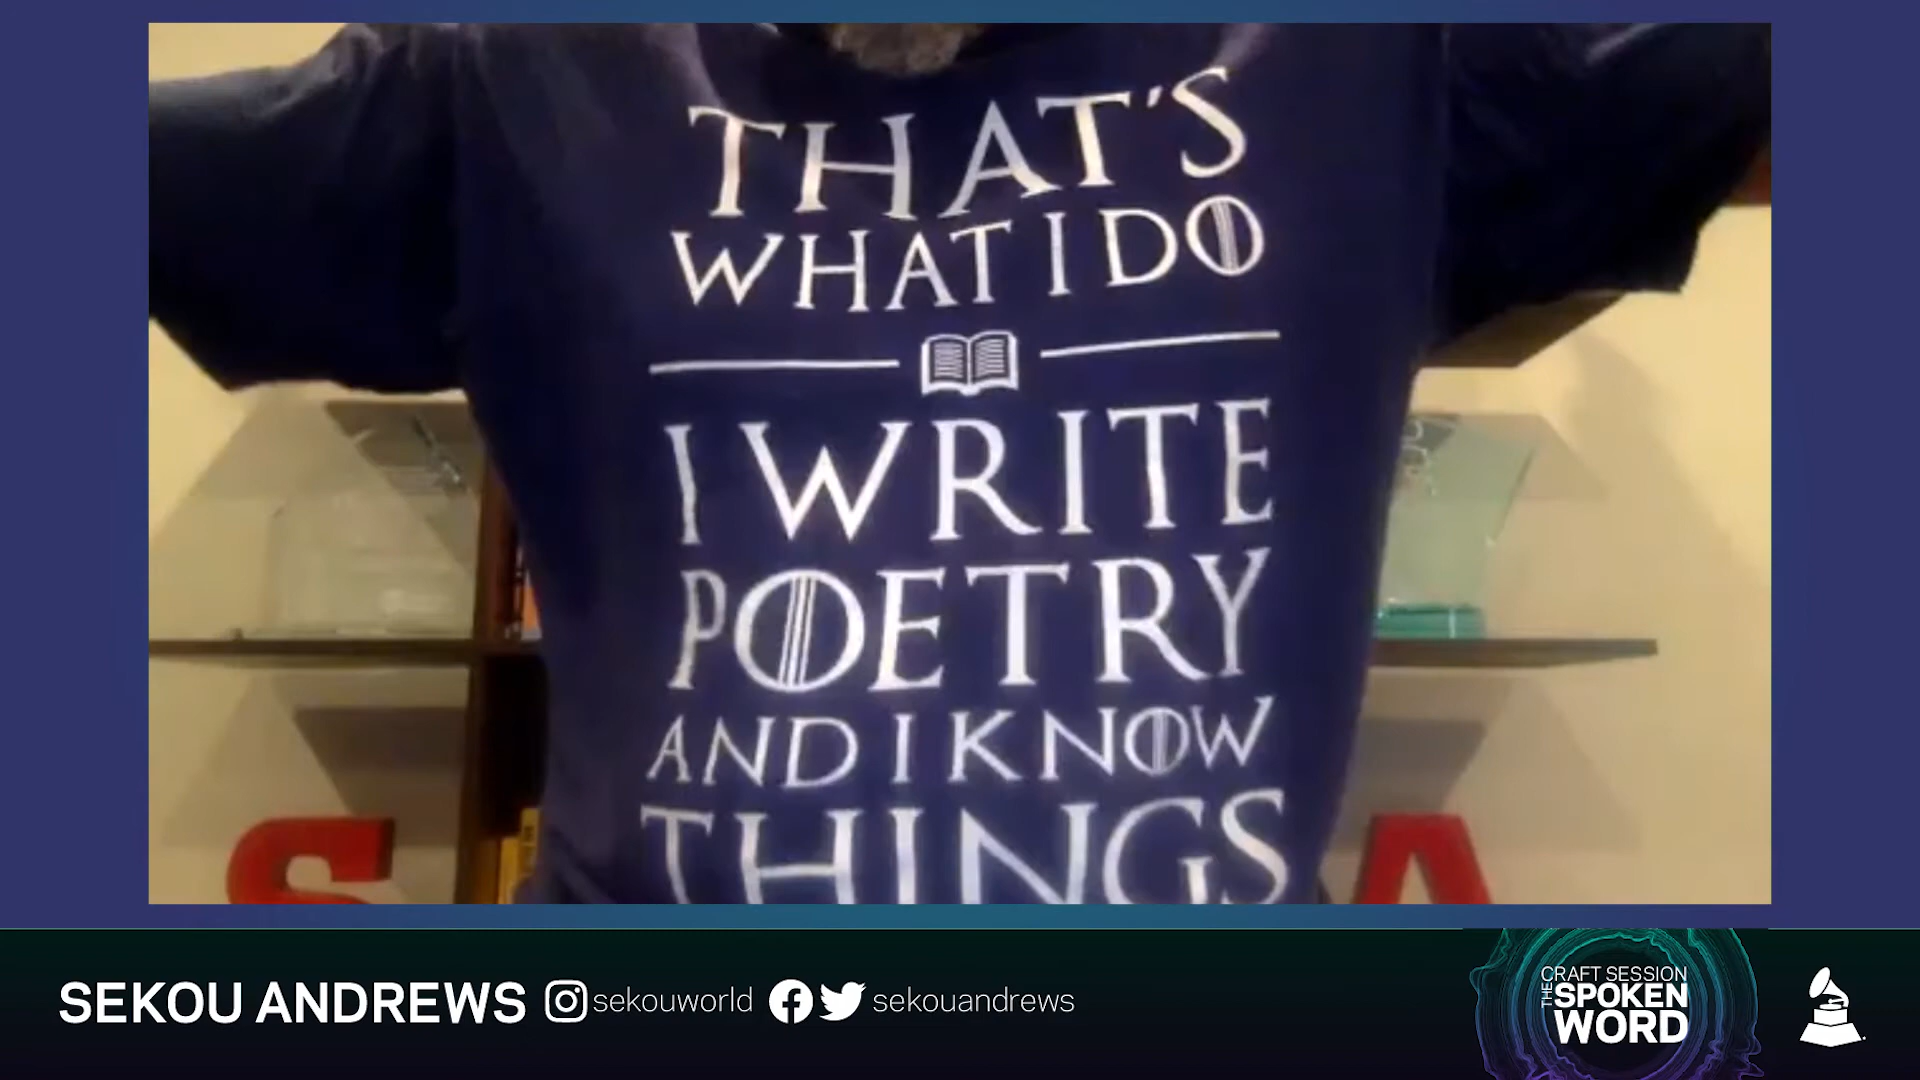 THAT'S
WHAT I DO
I WRITE
POETRY
AND I KNOW
THINGS
S
A
SEKOU ANDREWS sekouworld sekouandrews
CRAFT SESSION
THE SPOKEN
WORD